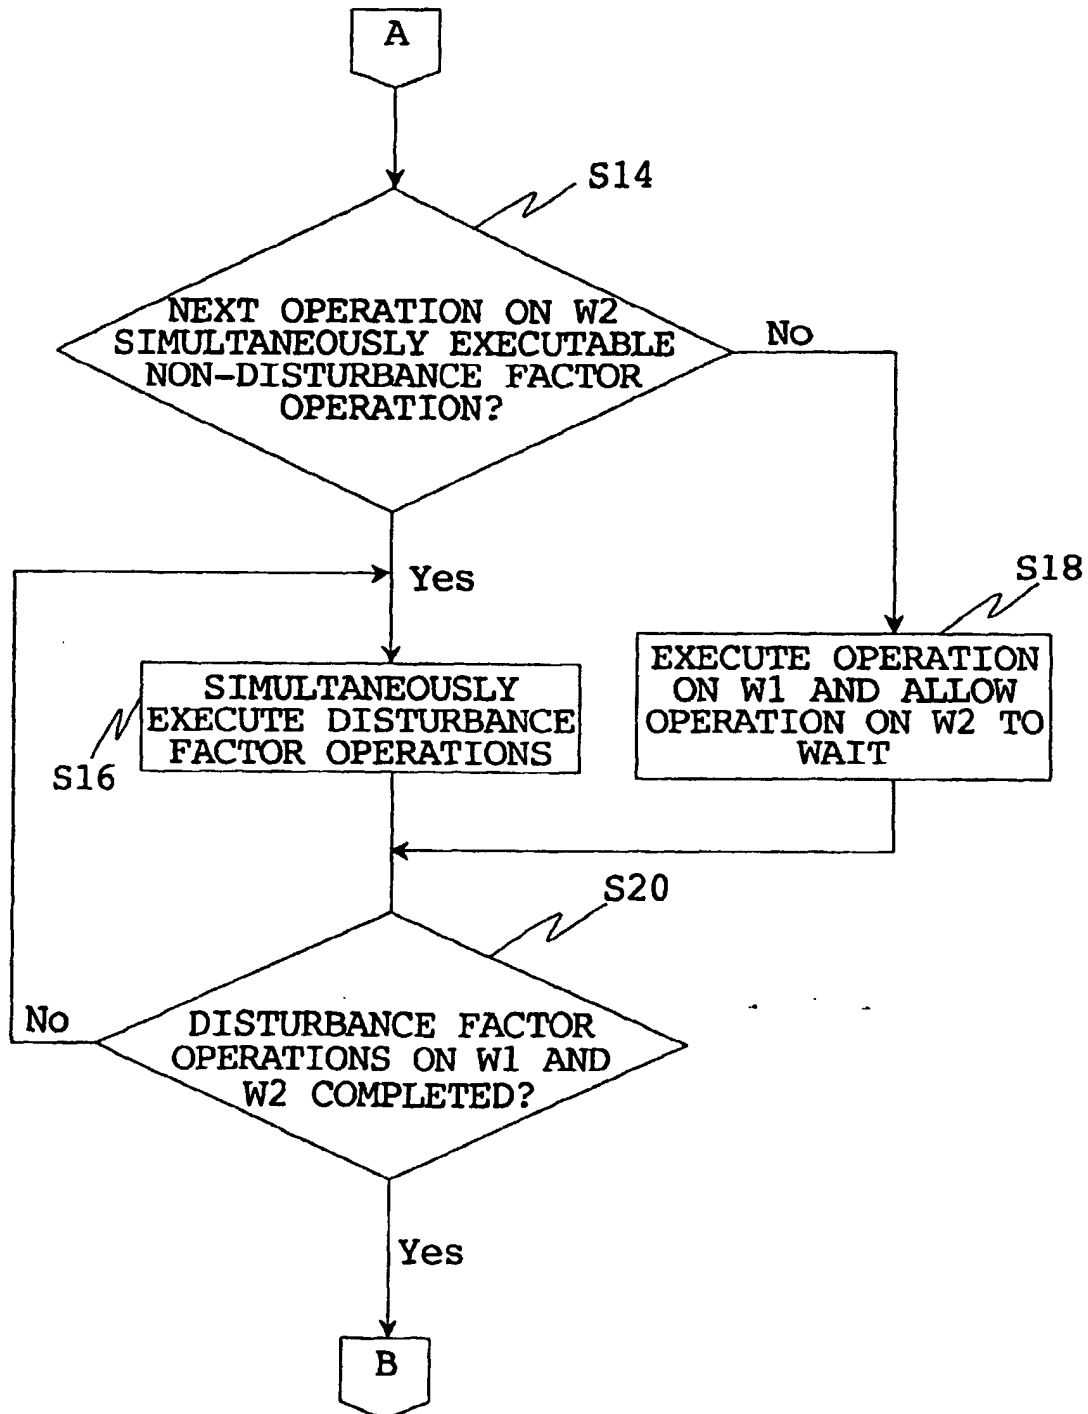 A
S14
NEXT OPERATION ON W2
SIMULTANEOUSLY EXECUTABLE
NON-DISTURBANCE FACTOR
OPERATION?
No
Yes
S18
EXECUTE OPERATION
ON W1 AND ALLOW
OPERATION ON W2 TO
WAIT
SIMULTANEOUSLY
EXECUTE DISTURBANCE
FACTOR OPERATIONS
S16
S20
No
DISTURBANCE FACTOR
OPERATIONS ON W1 AND
W2 COMPLETED?
Yes
B